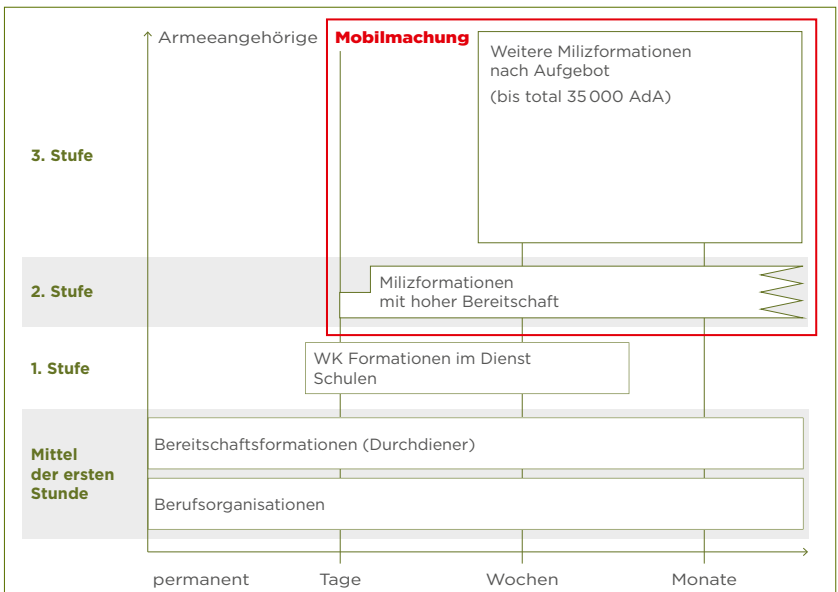 Armeeangehörige
Mobilmachung
Weitere Milizformationen
nach Aufgebot
(bis total 35 000 AdA)
3. Stufe
2. Stufe
Milizformationen
mit hoher Bereitschaft
1. Stufe
WK Formationen im Dienst
Schulen
Mittel
der ersten
Stunde
Bereitschaftsformationen (Durchdiener)
Berufsorganisationen
permanent
Tage
Wochen
Monate